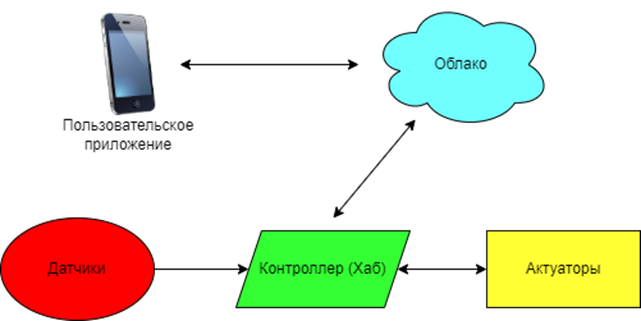 Облако
Пользовательское
приложение
Датчики
Контроллер (Хаб)
Актуаторы